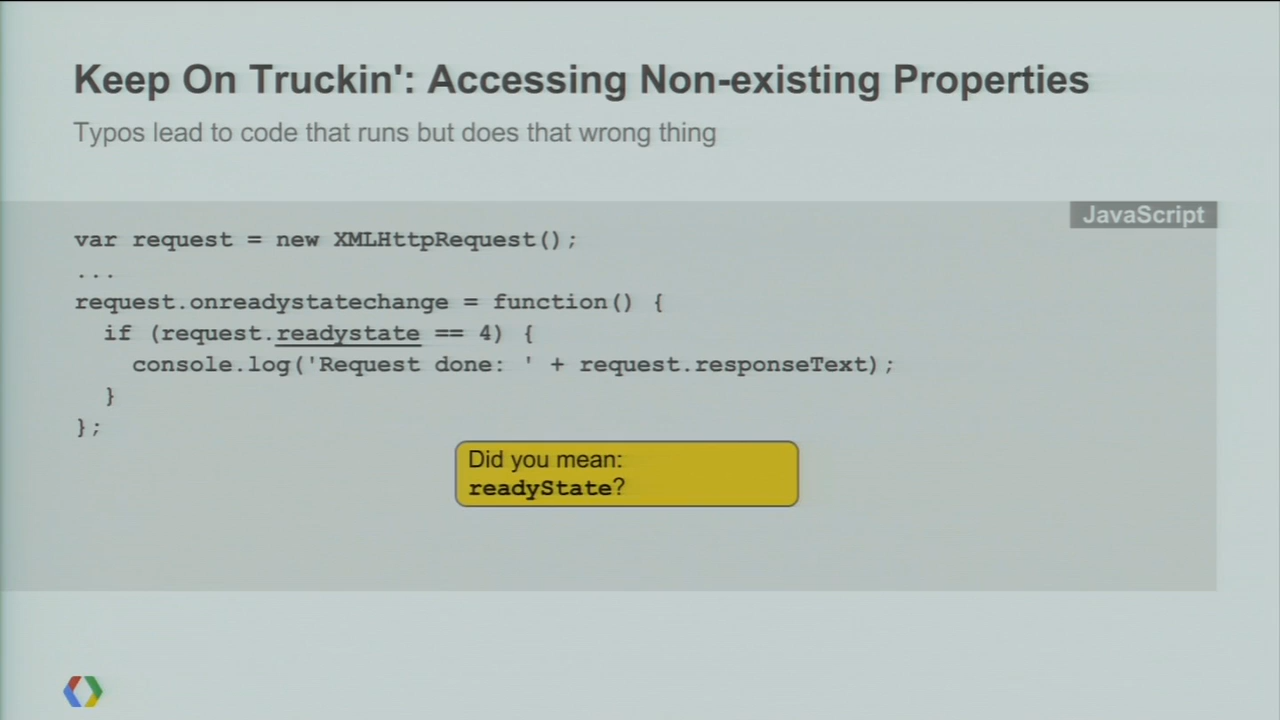 Keep On Truckin': Accessing Non-existing Properties
Typos lead to code that runs but does that wrong thing
JavaScript
var request = new XMLHttpRequest();
...
request.onreadystatechange = function() {
  if (request.readystate == 4) {
    console.log('Request done: ' + request.responseText);
  }
};
Did you mean:
readyState?